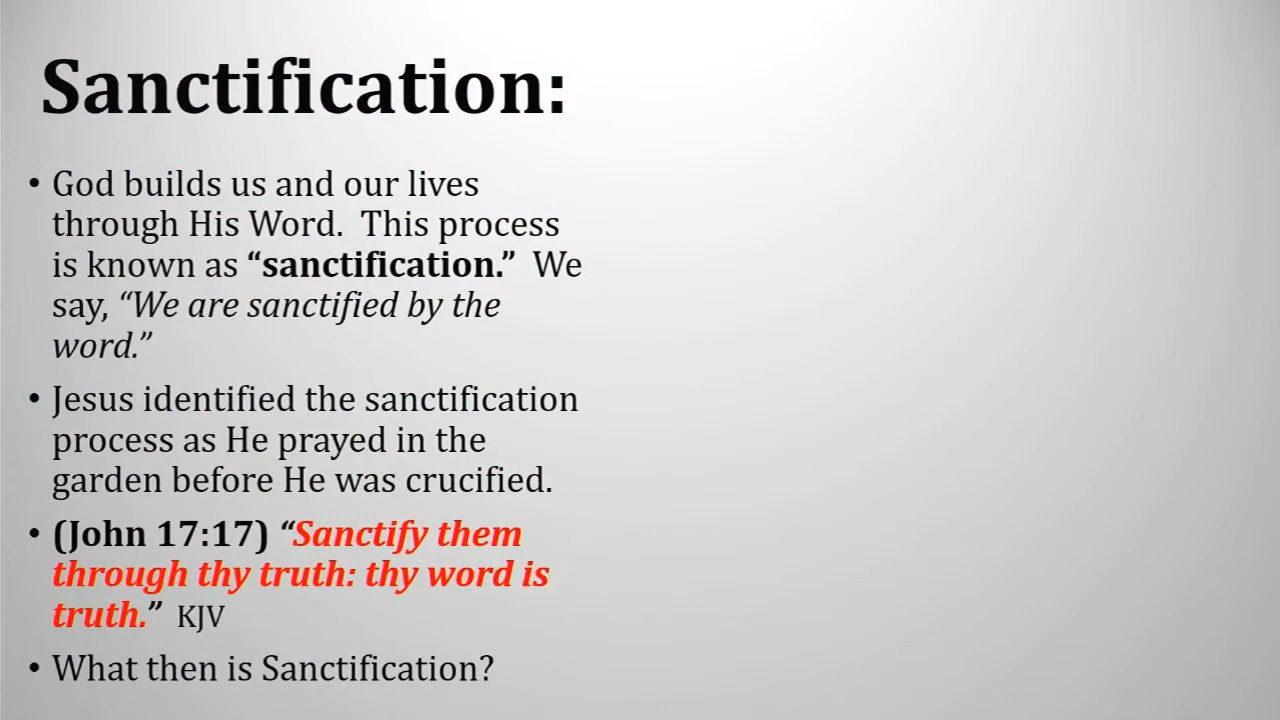 Sanctification:
• God builds us and our lives
through His Word.  This process
is known as “sanctification.”  We
say, “We are sanctified by the
word.”
• Jesus identified the sanctification
process as He prayed in the
garden before He was crucified.
• (John 17:17) “Sanctify them
through thy truth: thy word is
truth.”  KJV
• What then is Sanctification?